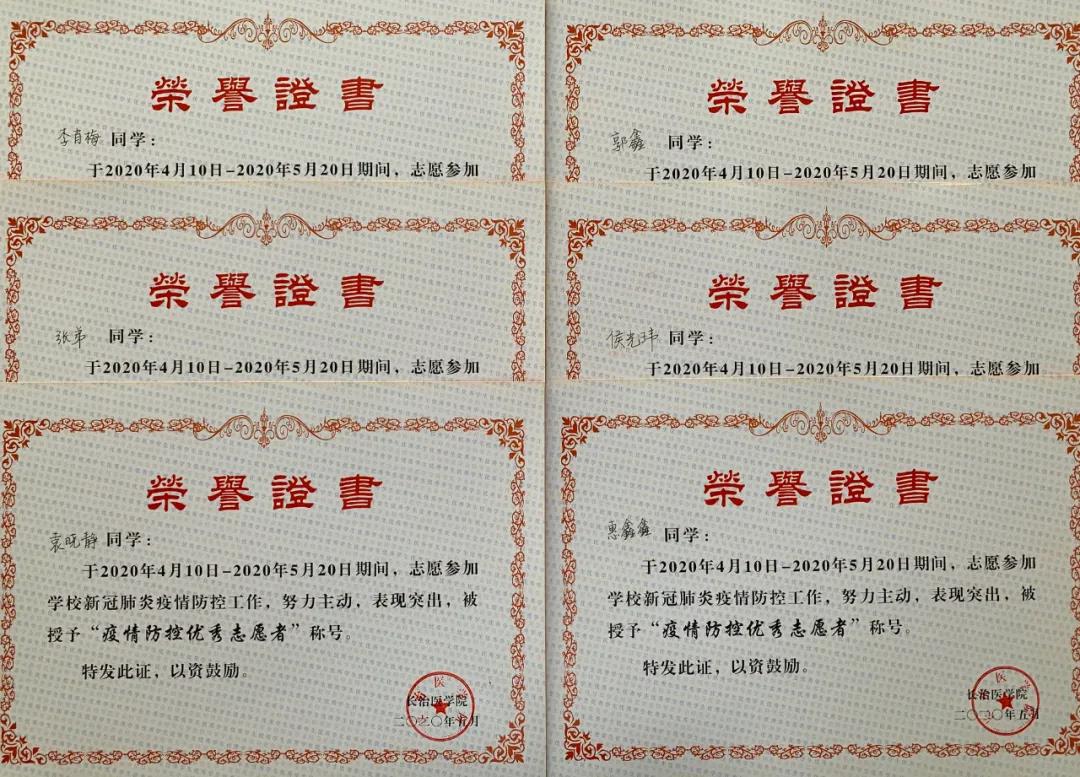 榮譽證書
李肖梅 同学：
于2020年4月10日-2020年5月20日期间，志愿参加
榮譽證書
郭鑫 同学：
于2020年4月10日-2020年5月20日期间，志愿参加
榮譽證書
张弟 同学：
于2020年4月10日-2020年5月20日期间，志愿参加
榮譽證書
侯光玮 同学：
于2020年4月10日-2020年5月20日期间，志愿参加
榮譽證書
袁晓静 同学：
于2020年4月10日-2020年5月20日期间，志愿参加
学校新冠肺炎疫情防控工作，努力主动，表现突出，被
授予“疫情防控优秀志愿者”称号。
特发此证，以资鼓励。
长治医学院
二〇二〇年五月
榮譽證書
惠鑫鑫 同学：
于2020年4月10日-2020年5月20日期间，志愿参加
学校新冠肺炎疫情防控工作，努力主动，表现突出，被
授予“疫情防控优秀志愿者”称号。
特发此证，以资鼓励。
长治医学院
二〇二〇年五月